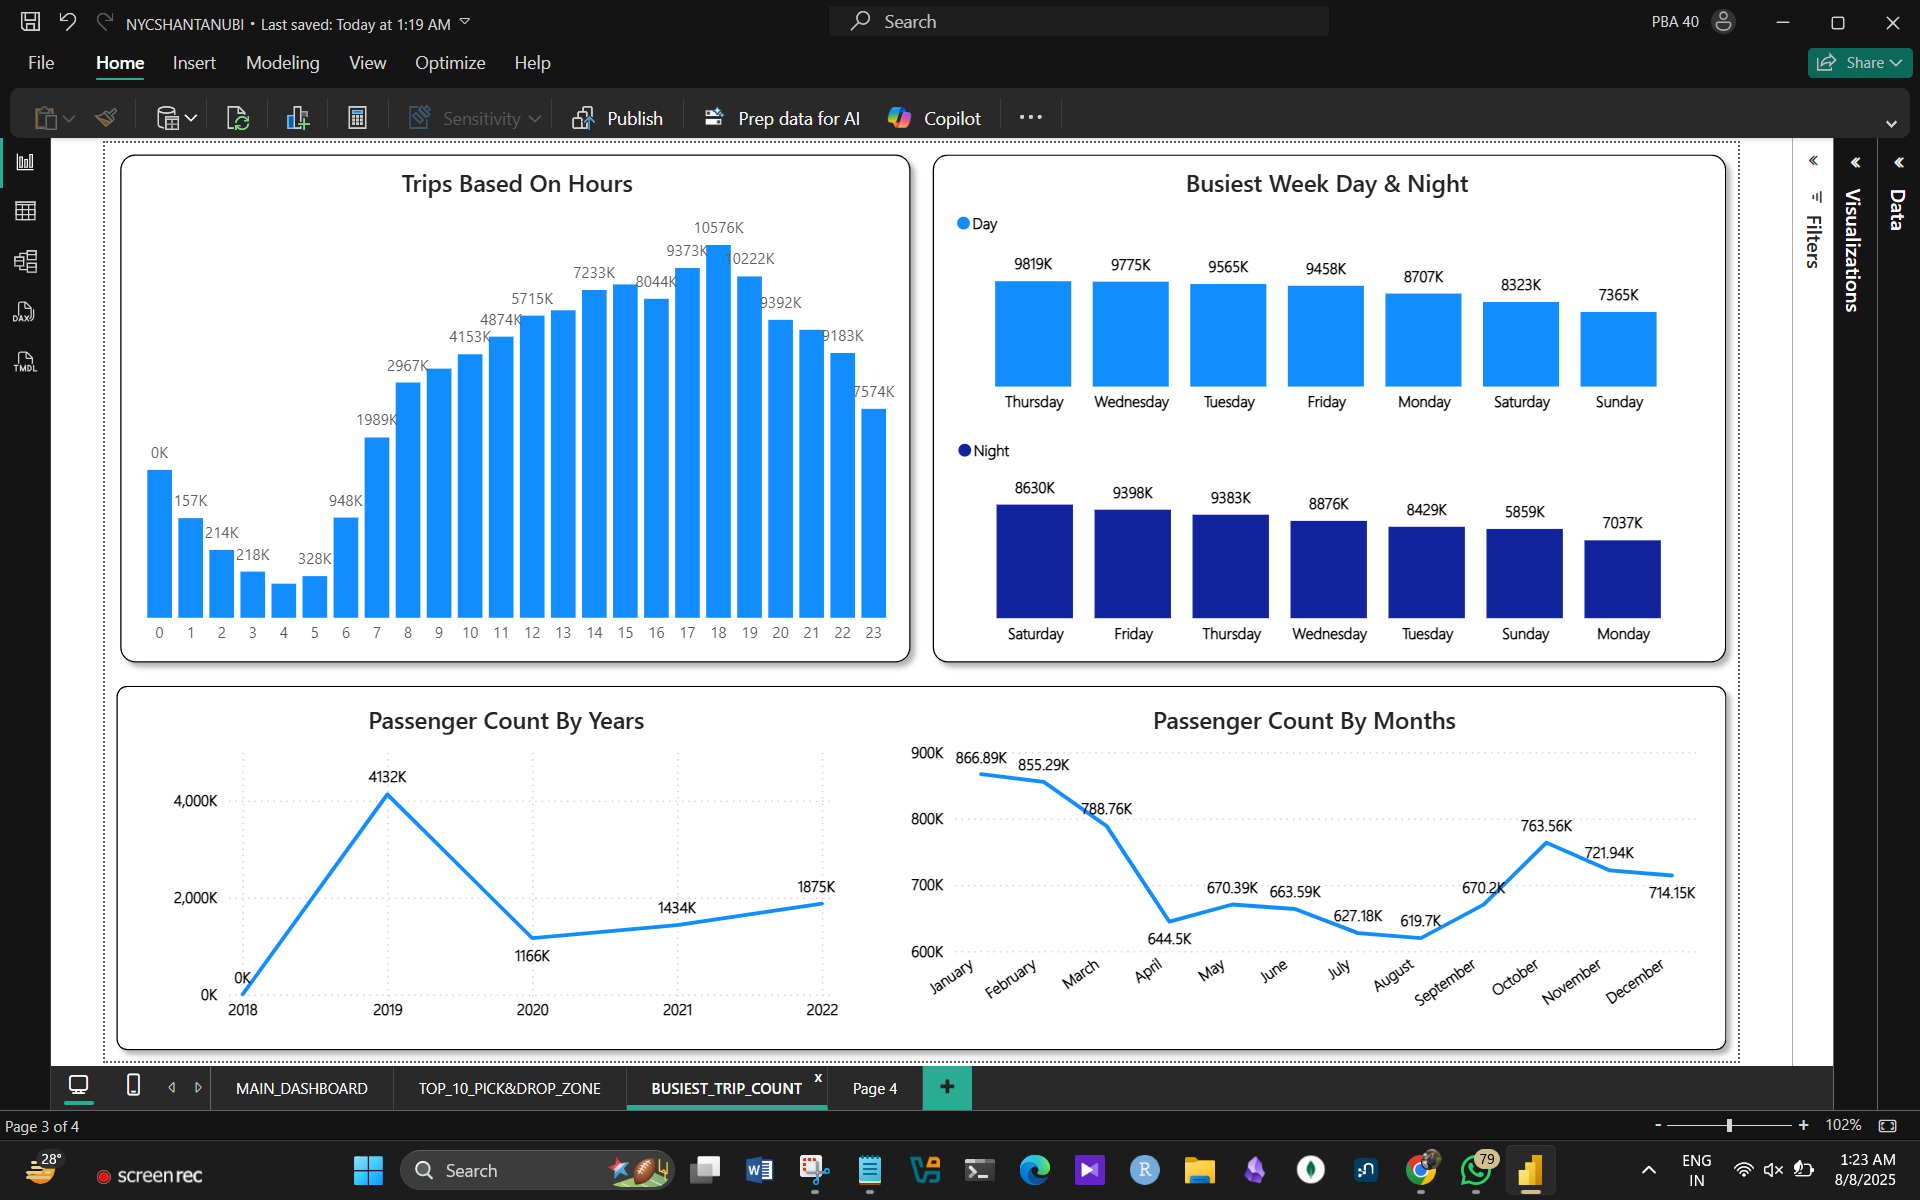 NYCSHANTANUBI • Last saved: Today at 1:19 AM
Search
PBA 40
File Home Insert Modeling View Optimize Help
Share
Sensitivity Publish Prep data for AI Copilot
DAX
TMDL
Trips Based On Hours
0K 157K 214K 218K 328K 948K 1989K 2967K 4153K 4874K 5715K 7233K 8044K 9373K 10576K 10222K 9392K 9183K 7574K
0 1 2 3 4 5 6 7 8 9 10 11 12 13 14 15 16 17 18 19 20 21 22 23
Busiest Week Day & Night
Day
9819K 9775K 9565K 9458K 8707K 8323K 7365K
Thursday Wednesday Tuesday Friday Monday Saturday Sunday
Night
8630K 9398K 9383K 8876K 8429K 5859K 7037K
Saturday Friday Thursday Wednesday Tuesday Sunday Monday
Filters
Visualizations
Data
Passenger Count By Years
4,000K
2,000K
0K
0K 4132K 1166K 1434K 1875K
2018 2019 2020 2021 2022
Passenger Count By Months
900K
800K
700K
600K
866.89K 855.29K 788.76K 644.5K 670.39K 663.59K 627.18K 619.7K 670.2K 763.56K 721.94K 714.15K
January February March April May June July August September October November December
MAIN_DASHBOARD TOP_10_PICK&DROP_ZONE BUSIEST_TRIP_COUNT x Page 4 +
Page 3 of 4
- + 102%
28°
screenrec
Search
79
ENG
IN
1:23 AM
8/8/2025